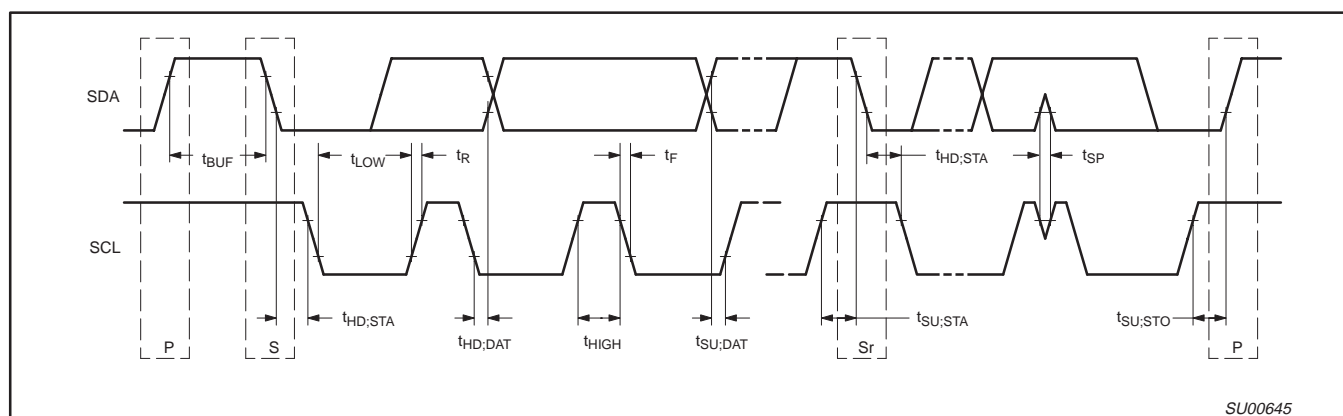 SDA
tBUF
tLOW
tR
tF
tHD;STA
tSP
SCL
tHD;STA
tHD;DAT
tHIGH
tSU;DAT
tSU;STA
tSU;STO
P
S
Sr
P
SU00645